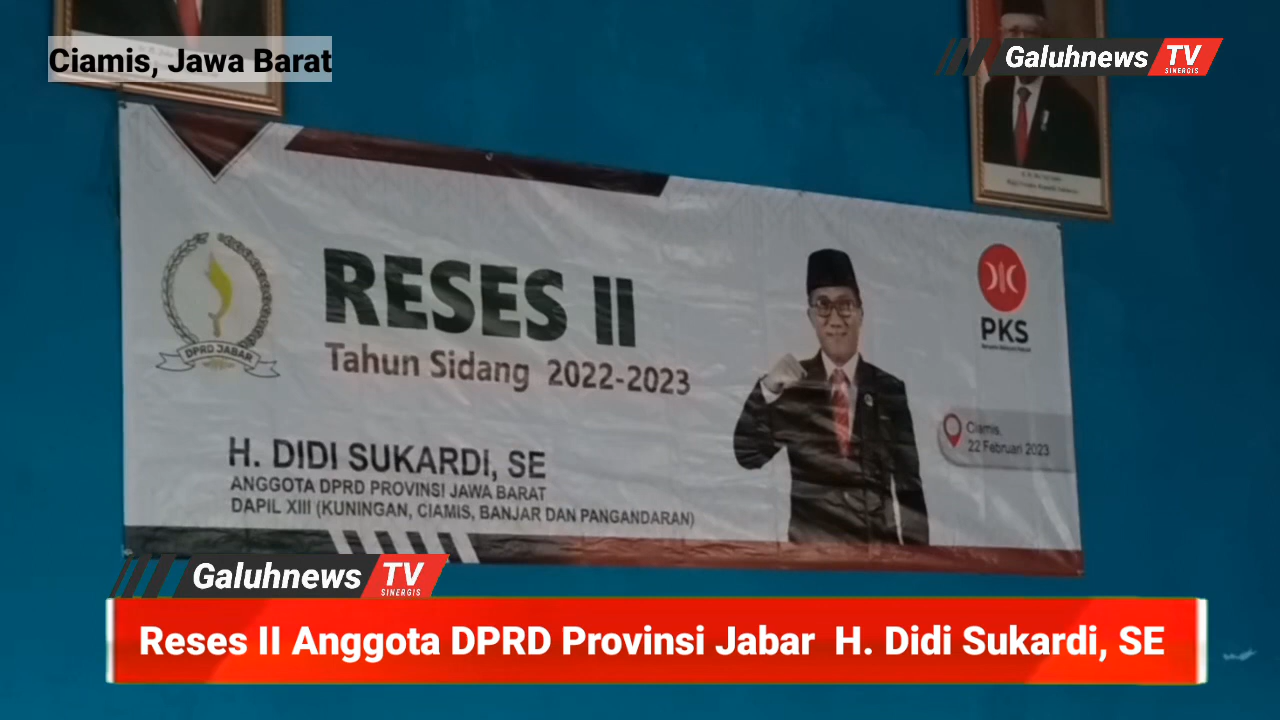 Ciamis, Jawa Barat
Galuhnews TV
SINERGIS
RESES II
Tahun Sidang 2022-2023
DPRD JABAR
PKS
H. DIDI SUKARDI, SE
ANGGOTA DPRD PROVINSI JAWA BARAT
DAPIL XIII (KUNINGAN, CIAMIS, BANJAR DAN PANGANDARAN)
Ciamis,
22 Februari 2023
Galuhnews TV
SINERGIS
Reses II Anggota DPRD Provinsi Jabar H. Didi Sukardi, SE